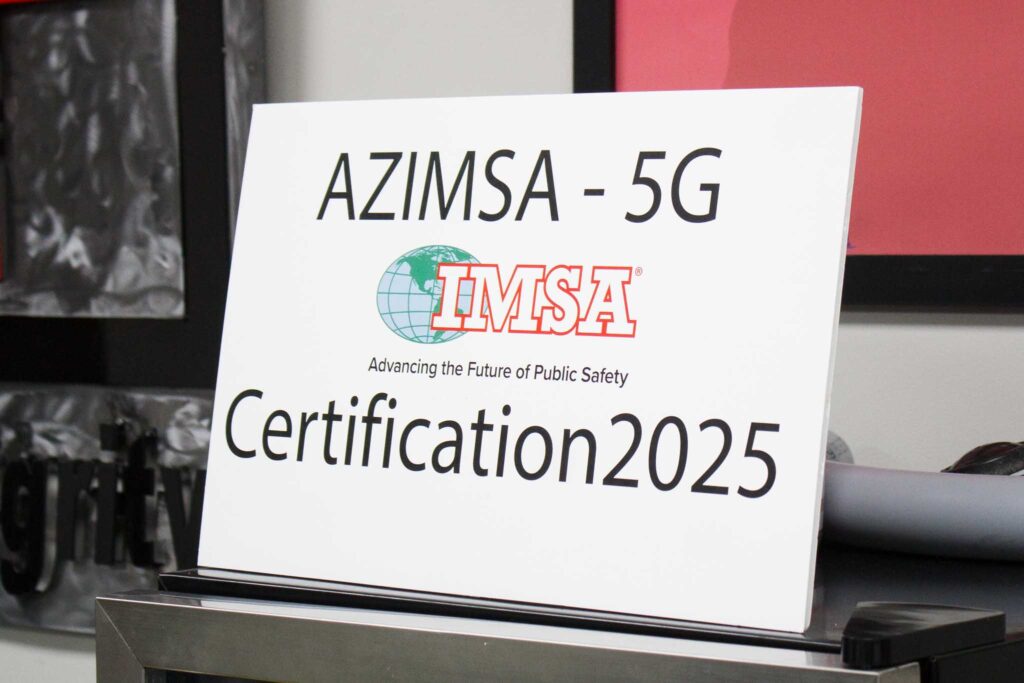 AZIMSA - 5G
IMSA®
Advancing the Future of Public Safety
Certification2025